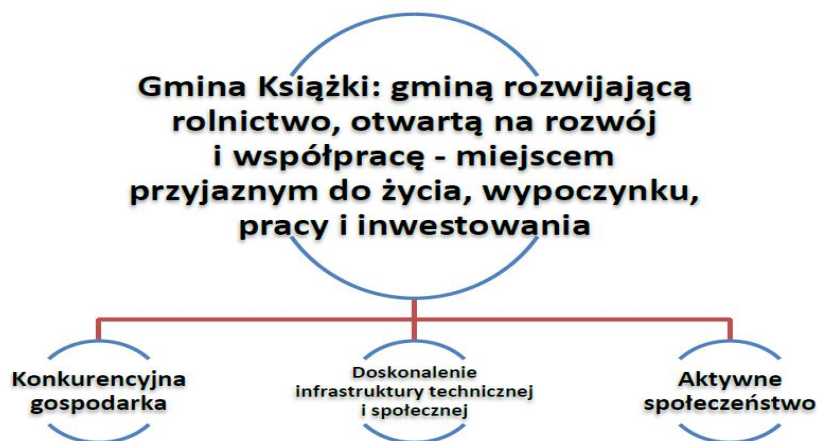 Gmina Książki: gminą rozwijającą
rolnictwo, otwartą na rozwój
i współpracę - miejscem
przyjaznym do życia, wypoczynku,
pracy i inwestowania
Konkurencyjna
gospodarka
Doskonalenie
infrastruktury technicznej
i społecznej
Aktywne
społeczeństwo